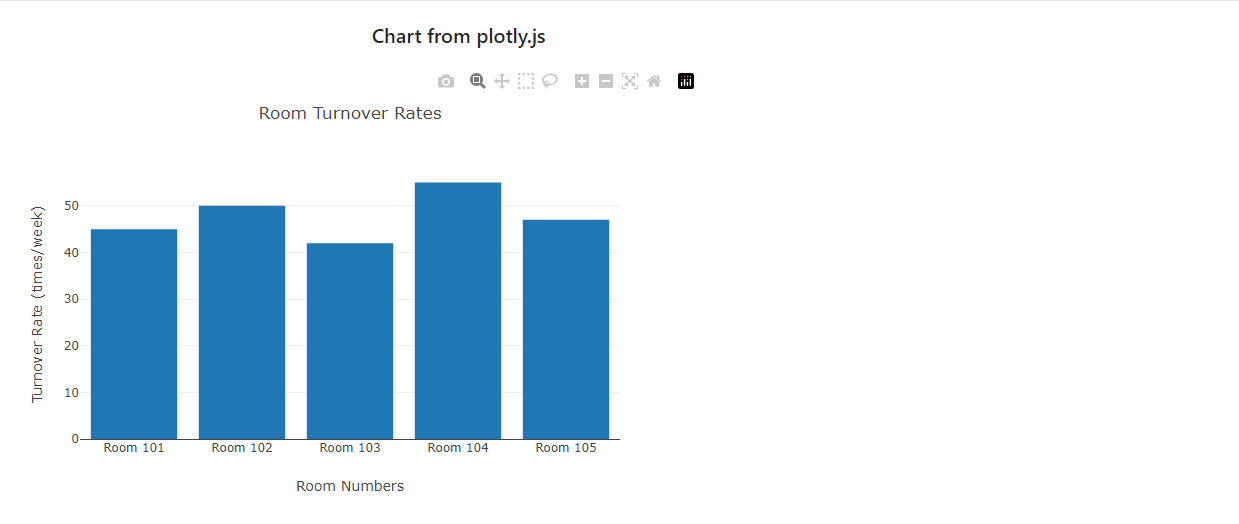 Chart from plotly.js
Room Turnover Rates
Turnover Rate (times/week)
50
40
30
20
10
0
Room 101 Room 102 Room 103 Room 104 Room 105
Room Numbers